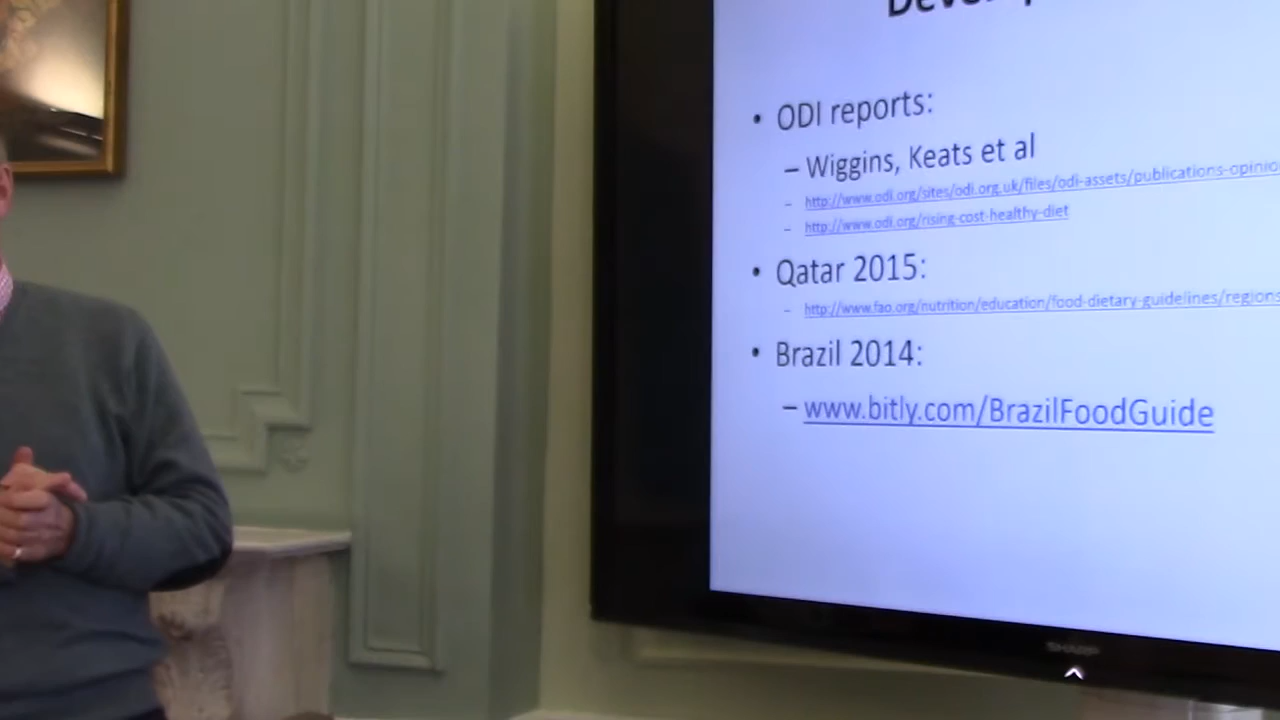 • ODI reports:
– Wiggins, Keats et al
– http://www.odi.org/sites/odi.org.uk/files/odi-assets/publications-opinio
– http://www.odi.org/rising-cost-healthy-diet
• Qatar 2015:
– http://www.fao.org/nutrition/education/food-dietary-guidelines/regions
• Brazil 2014:
– www.bitly.com/BrazilFoodGuide
SHARP